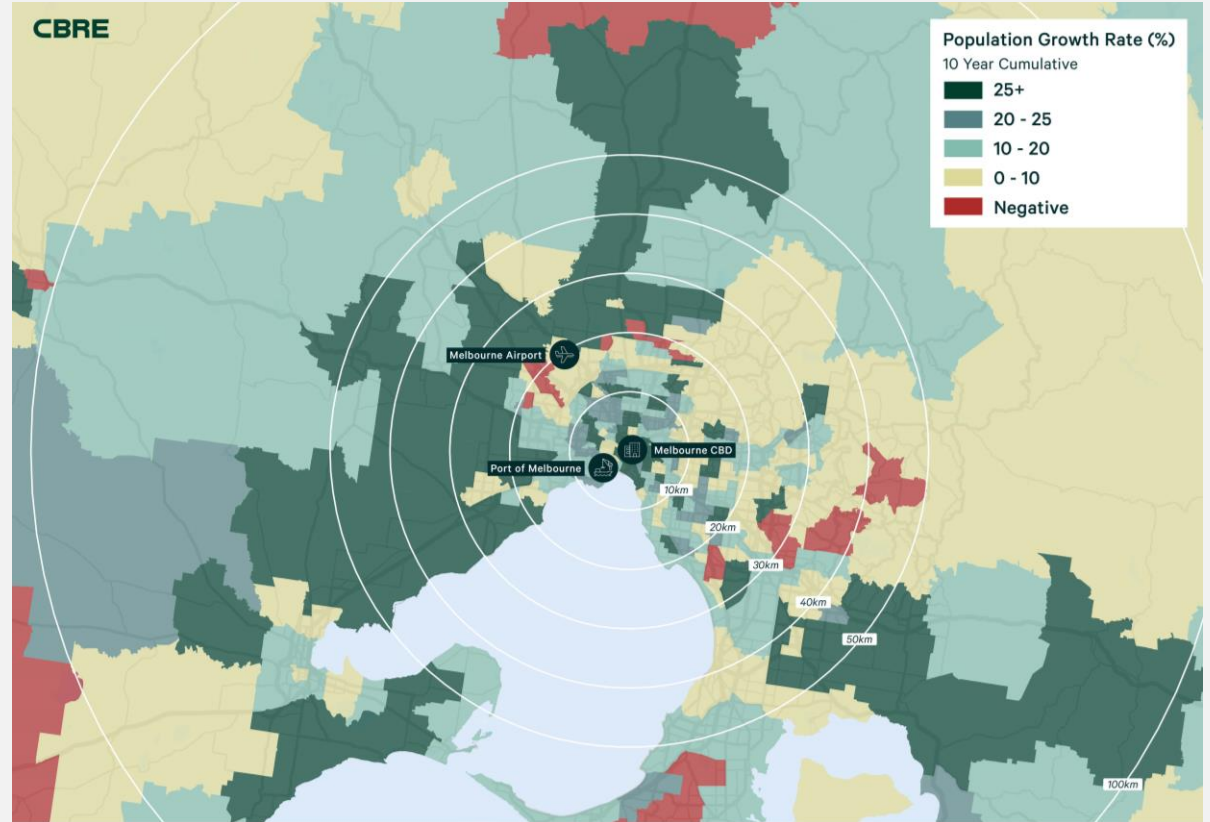 CBRE
Population Growth Rate (%)
10 Year Cumulative
25+
20 - 25
10 - 20
0 - 10
Negative
Melbourne Airport
Melbourne CBD
Port of Melbourne
10km
20km
30km
40km
50km
100km